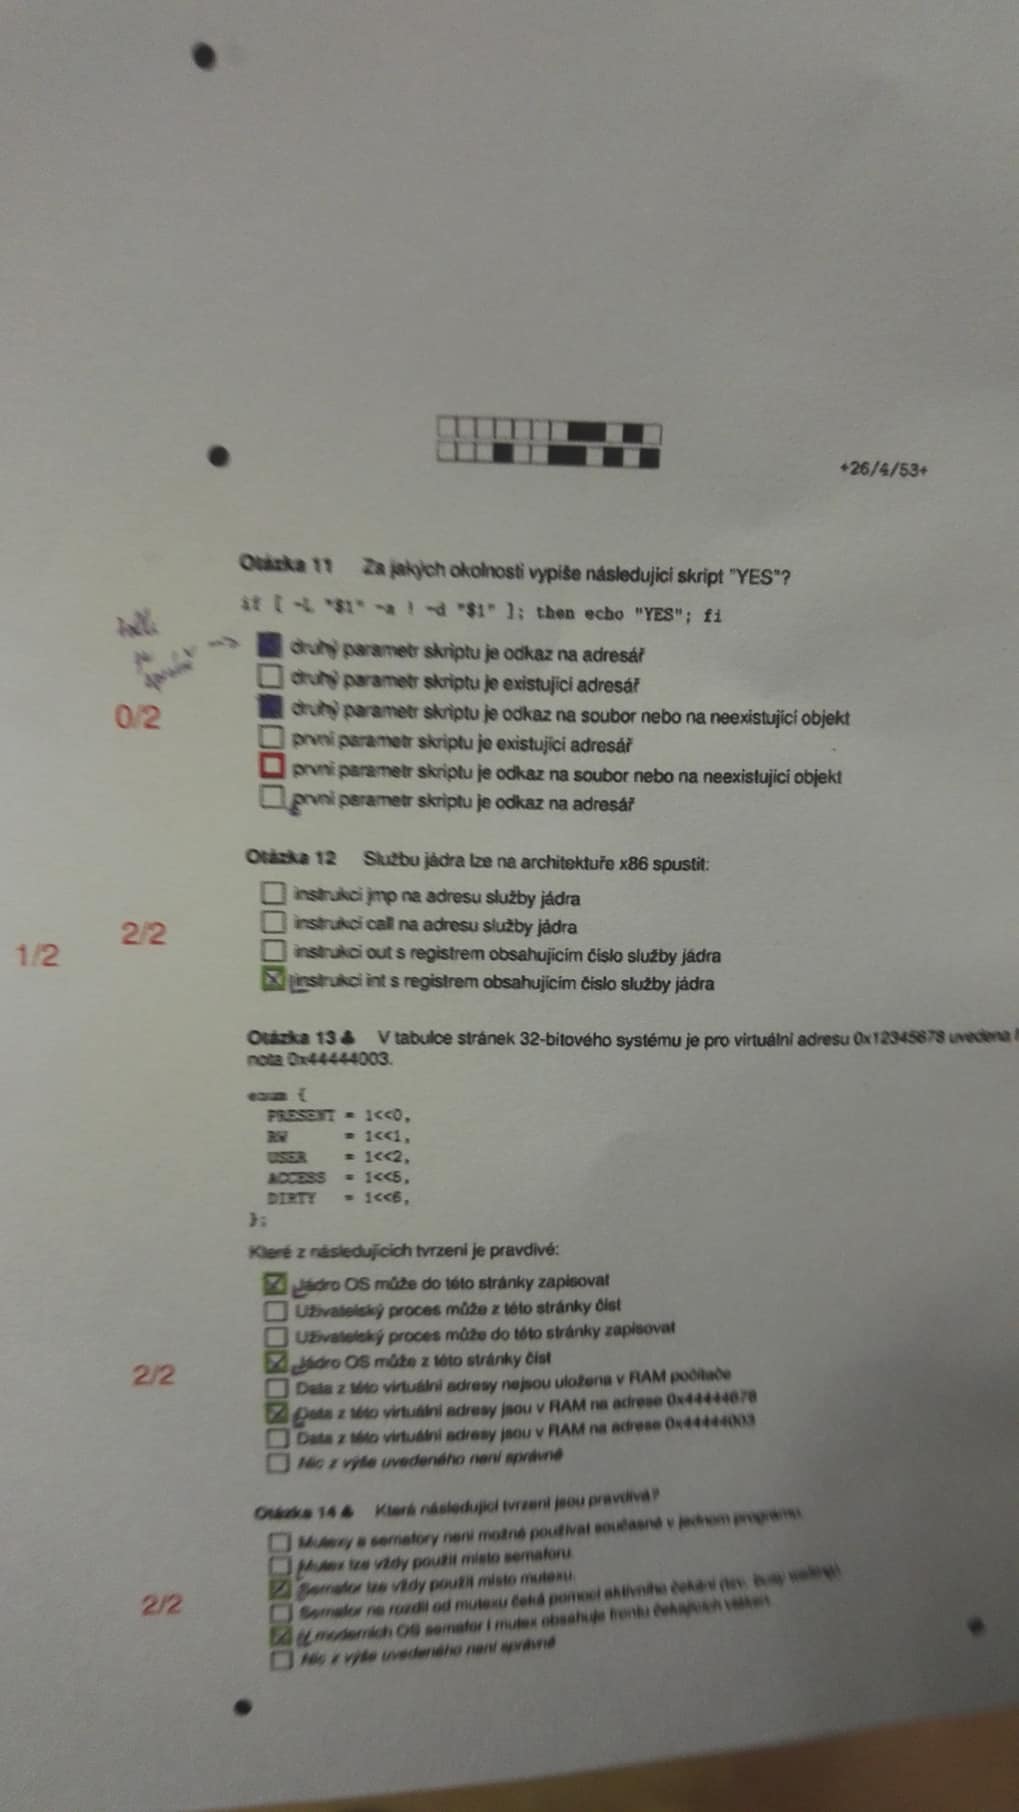 +26/4/53+
Otázka 11 Za jakých okolností vypíše následující skript "YES"?
if [ -L "$1" -a ! -d "$1" ]; then echo "YES"; fi
druhý parametr skriptu je odkaz na adresář
druhý parametr skriptu je existující adresář
0/2
druhý parametr skriptu je odkaz na soubor nebo na neexistující objekt
první parametr skriptu je existující adresář
první parametr skriptu je odkaz na soubor nebo na neexistující objekt
první parametr skriptu je odkaz na adresář
Otázka 12 Službu jádra lze na architektuře x86 spustit:
instrukcí jmp na adresu služby jádra
instrukcí call na adresu služby jádra
2/2
1/2
instrukcí out s registrem obsahujícím číslo služby jádra
instrukcí int s registrem obsahujícím číslo služby jádra
Otázka 13 ♣ V tabulce stránek 32-bitového systému je pro virtuální adresu 0x12345678 uvedena
nota 0x44444003.
enum {
PRESENT = 1<<0,
RW = 1<<1,
USER = 1<<2,
ACCESS = 1<<5,
DIRTY = 1<<6,
};
Které z následujících tvrzení je pravdivé:
Jádro OS může do této stránky zapisovat
Uživatelský proces může z této stránky číst
Uživatelský proces může do této stránky zapisovat
Jádro OS může z této stránky číst
2/2
Data z této virtuální adresy nejsou uložena v RAM počítače
Data z této virtuální adresy jsou v RAM na adrese 0x44444678
Data z této virtuální adresy jsou v RAM na adrese 0x44444003
Nic z výše uvedeného není správně
Otázka 14 ♣ Která následující tvrzení jsou pravdivá?
Mutexy a semafory není možné používat současně v jednom programu
Mutex lze vždy použít místo semaforu.
Semafor lze vždy použít místo mutexu.
2/2
Semafor na rozdíl od mutexu čeká pomocí aktivního čekání (tzv. busy waiting)
V moderních OS semafor i mutex obsahuje frontu čekajících vláken
Nic z výše uvedeného není správně